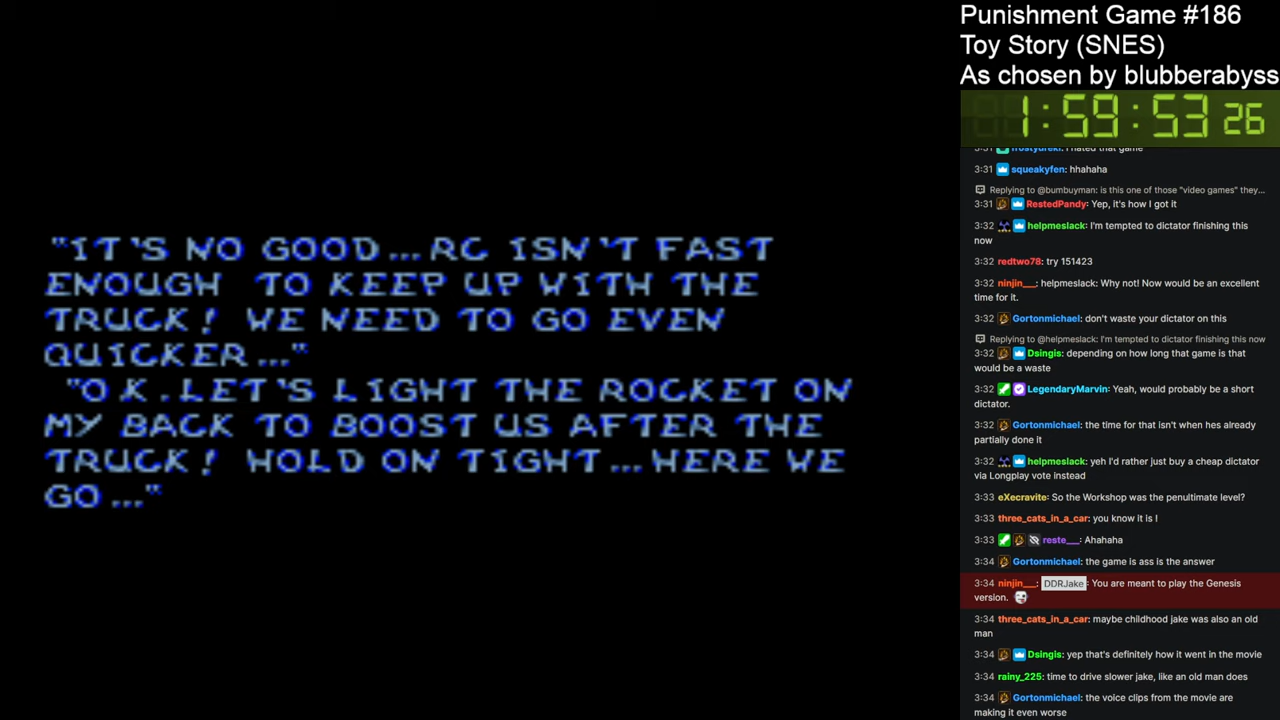 "IT'S NO GOOD...RC ISN'T FAST
ENOUGH TO KEEP UP WITH THE
TRUCK! WE NEED TO GO EVEN
QUICKER..."
"O K.LET'S LIGHT THE ROCKET ON
MY BACK TO BOOST US AFTER THE
TRUCK! HOLD ON TIGHT...HERE WE
GO..."
Punishment Game #186
Toy Story (SNES)
As chosen by blubberabyss
1:59:53 26
3:31 frostydreki: I hated that game
3:31 squeakyfen: hhahaha
Replying to @bumbuyman: is this one of those "video games" they...
3:31 RestedPandy: Yep, it's how I got it
3:32 helpmeslack: I'm tempted to dictator finishing this
now
3:32 redtwo78: try 151423
3:32 ninjin___: helpmeslack: Why not! Now would be an excellent
time for it.
3:32 Gortonmichael: don't waste your dictator on this
Replying to @helpmeslack: I'm tempted to dictator finishing this now
3:32 Dsingis: depending on how long that game is that
would be a waste
3:32 LegendaryMarvin: Yeah, would probably be a short
dictator.
3:32 Gortonmichael: the time for that isn't when hes already
partially done it
3:32 helpmeslack: yeh I'd rather just buy a cheap dictator
via Longplay vote instead
3:33 eXecravite: So the Workshop was the penultimate level?
3:33 three_cats_in_a_car: you know it is !
3:33 reste___: Ahahaha
3:34 Gortonmichael: the game is ass is the answer
3:34 ninjin___: DDRJake: You are meant to play the Genesis
version.
3:34 three_cats_in_a_car: maybe childhood jake was also an old
man
3:34 Dsingis: yep that's definitely how it went in the movie
3:34 rainy_225: time to drive slower jake, like an old man does
3:34 Gortonmichael: the voice clips from the movie are
making it even worse